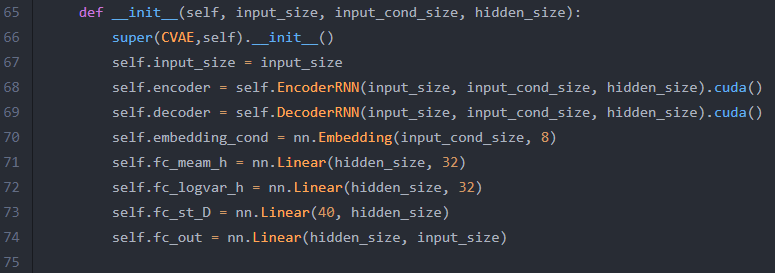 65 def __init__(self, input_size, input_cond_size, hidden_size):
66 super(CVAE,self).__init__()
67 self.input_size = input_size
68 self.encoder = self.EncoderRNN(input_size, input_cond_size, hidden_size).cuda()
69 self.decoder = self.DecoderRNN(input_size, input_cond_size, hidden_size).cuda()
70 self.embedding_cond = nn.Embedding(input_cond_size, 8)
71 self.fc_meam_h = nn.Linear(hidden_size, 32)
72 self.fc_logvar_h = nn.Linear(hidden_size, 32)
73 self.fc_st_D = nn.Linear(40, hidden_size)
74 self.fc_out = nn.Linear(hidden_size, input_size)
75